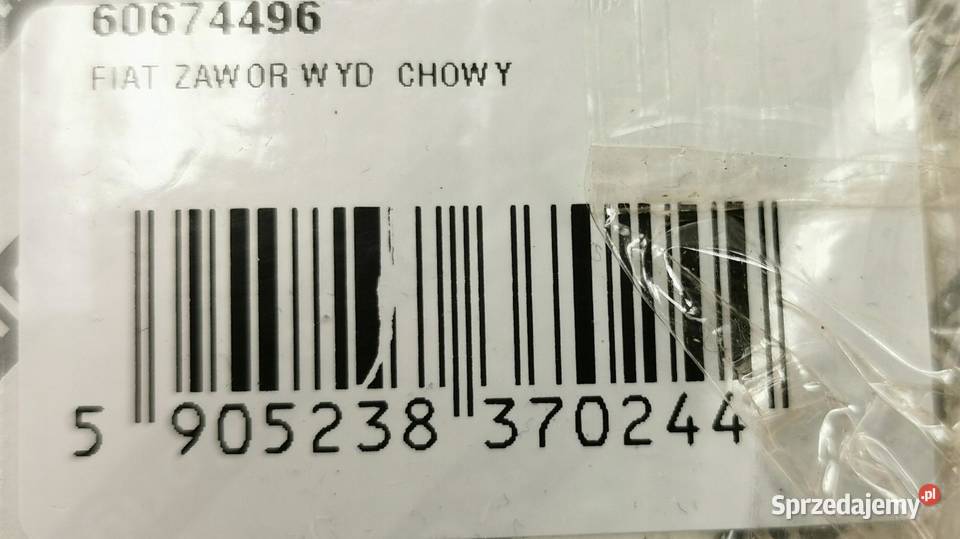 60674496
FIAT ZAWOR WYD CHOWY
5 905238 370244
Sprzedajemy.pl